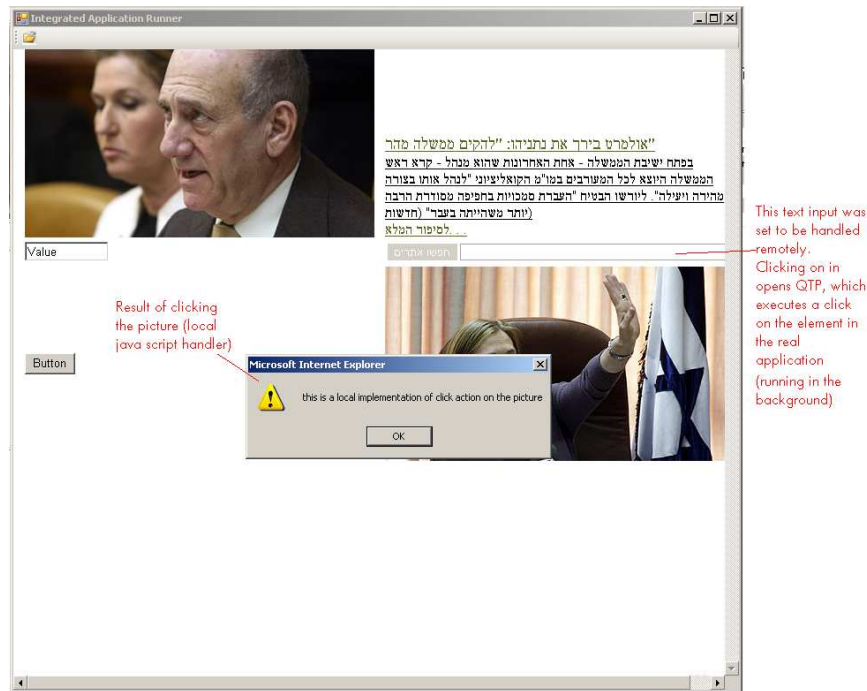 Integrated Application Runner
"אולמרט בירך את נתניהו: "להקים ממשלה מהר
בפתח ישיבת הממשלה - אחת האחרונות שהוא מנהל - קרא ראש
הממשלה היוצא לכל המעורבים במו"מ הקואליציוני "לנהל אותו בצורה
מהירה ויעילה". ליורשו הבטיח "העברת סמכויות בחפיפה מסודרת הרבה
(יותר משהייתה בעבר" (חדשות
. . .לסיפור המלא
Value
חפשו אתרים
Button
Microsoft Internet Explorer
this is a local implementation of click action on the picture
OK
Result of clicking
the picture (local
java script handler)
This text input was
set to be handled
remotely.
Clicking on in
opens QTP, which
executes a click
on the element in
the real
application
(running in the
background)